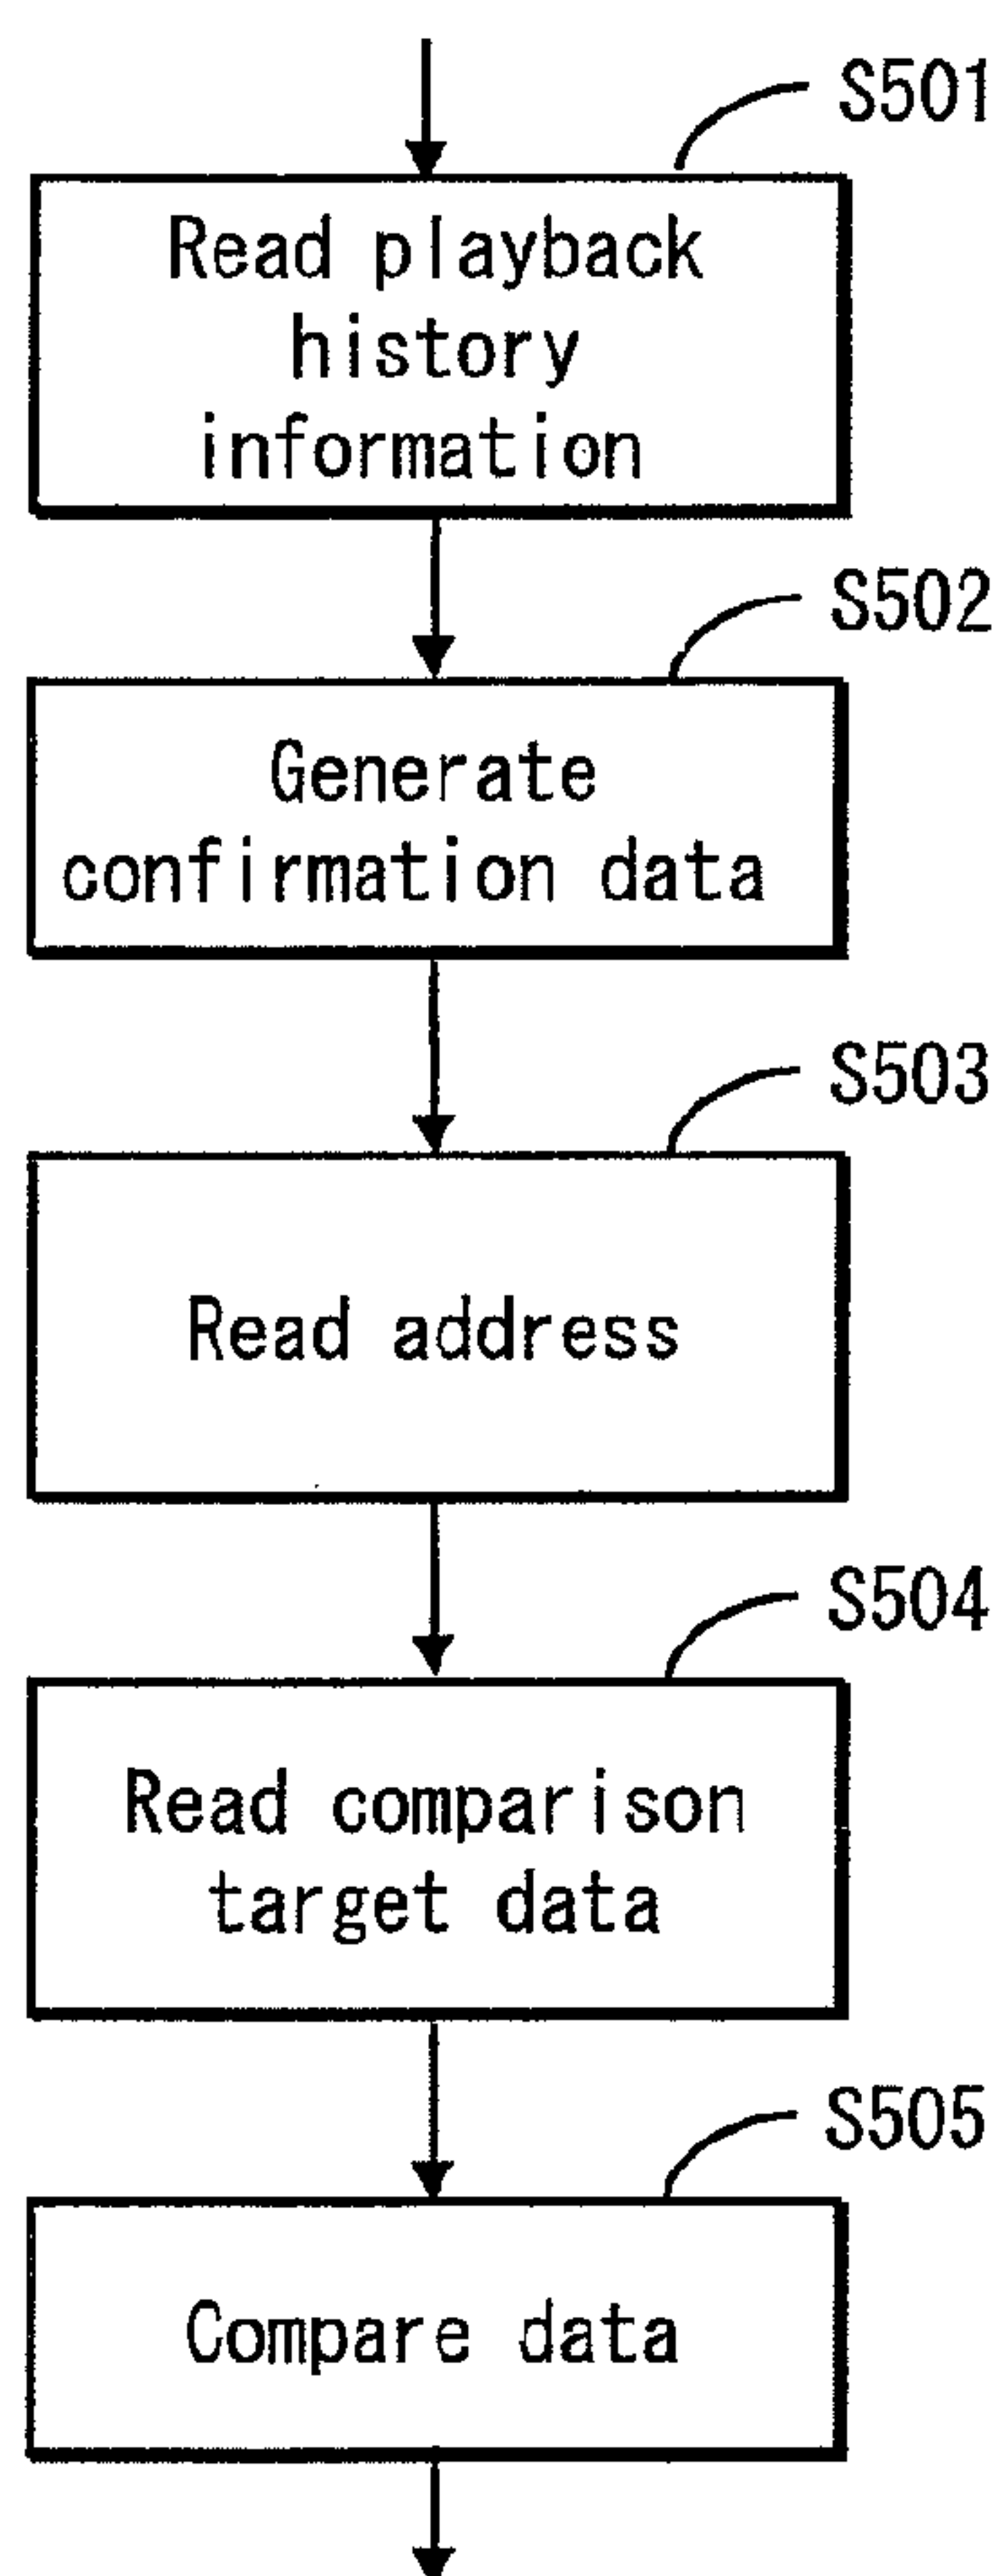 S501
Read playback
history
information
S502
Generate
confirmation data
S503
Read address
S504
Read comparison
target data
S505
Compare data